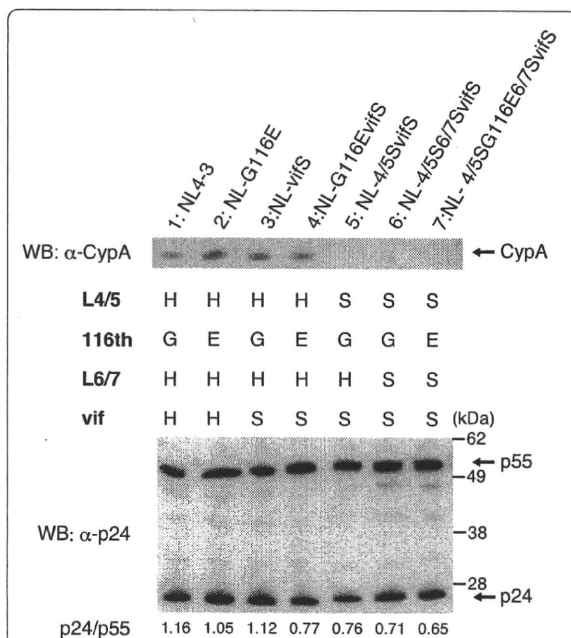 1: NL4-3
2: NL-G116E
3:NL-vifS
4:NL-G116EvifS
5: NL-4/5SvifS
6: NL-4/5S6/7SvifS
7:NL- 4/5SG116E6/7SvifS
WB: α-CypA ← CypA
L4/5 H H H H S S S
116th G E G E G G E
L6/7 H H H H H S S
vif H H S S S S S (kDa)
62
← p55
49
WB: α-p24
38
28
← p24
p24/p55 1.16 1.05 1.12 0.77 0.76 0.71 0.65